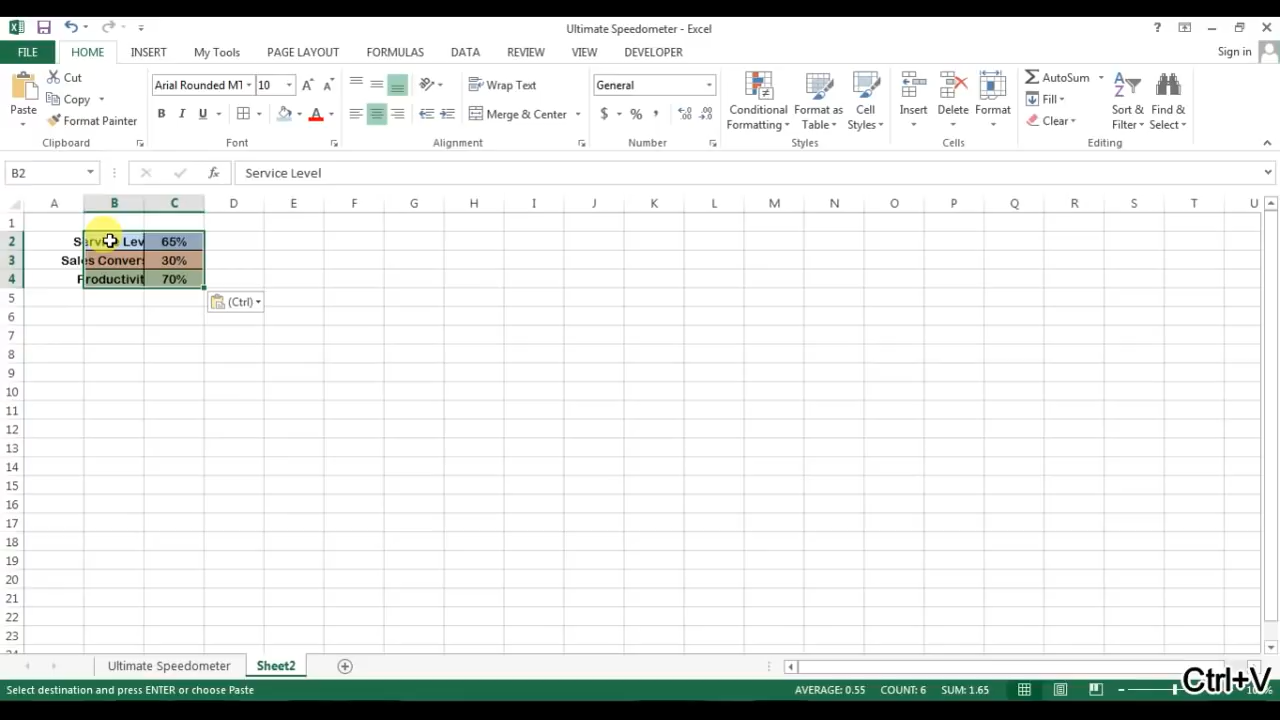 Ultimate Speedometer - Excel
?
FILE HOME INSERT My Tools PAGE LAYOUT FORMULAS DATA REVIEW VIEW DEVELOPER Sign in
Paste
Cut
Copy
Format Painter
Clipboard
Arial Rounded MT 10
B I U
Font
Wrap Text
Merge & Center
Alignment
General
$ % ,
Number
Conditional Formatting
Format as Table
Cell Styles
Styles
Insert Delete Format
Cells
AutoSum
Fill
Clear
Sort & Filter
Find & Select
Editing
B2 fx Service Level
A B C D E F G H I J K L M N O P Q R S T U
1
2 Service Lev 65%
3 Sales Convers 30%
4 Productivit 70%
(Ctrl)
5
6
7
8
9
10
11
12
13
14
15
16
17
18
19
20
21
22
23
Ultimate Speedometer Sheet2
Select destination and press ENTER or choose Paste AVERAGE: 0.55 COUNT: 6 SUM: 1.65
Ctrl+V